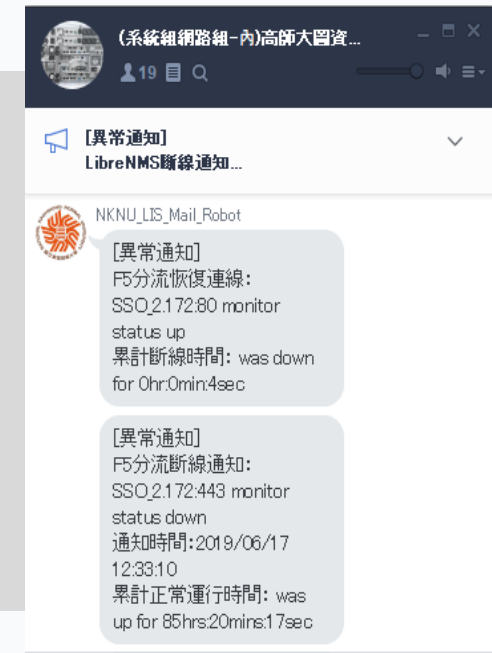 (系統組網路組-內)高師大圖資...
19
[異常通知]
LibreNMS斷線通知...
NKNU_LIS_Mail_Robot
[異常通知]
F5分流恢復連線:
SSO_2.172:80 monitor
status up
累計斷線時間: was down
for 0hr:0min:4sec
[異常通知]
F5分流斷線通知:
SSO_2.172:443 monitor
status down
通知時間:2019/06/17
12:33:10
累計正常運行時間: was
up for 85hrs:20mins:17sec